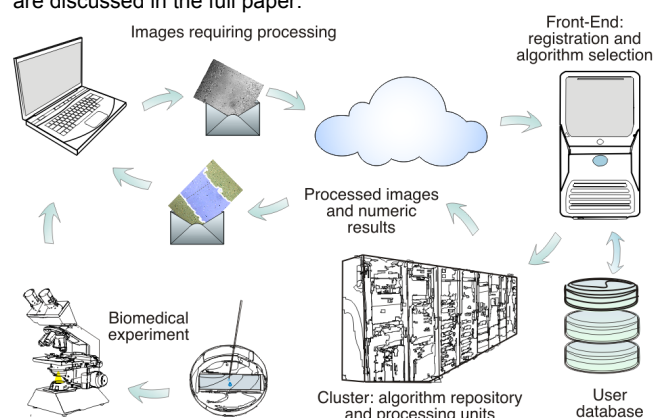 are discussed in the full paper.
Images requiring processing
Front-End:
registration and
algorithm selection
Processed images
and numeric
results
Biomedical
experiment
Cluster: algorithm repository
and processing units
User
database